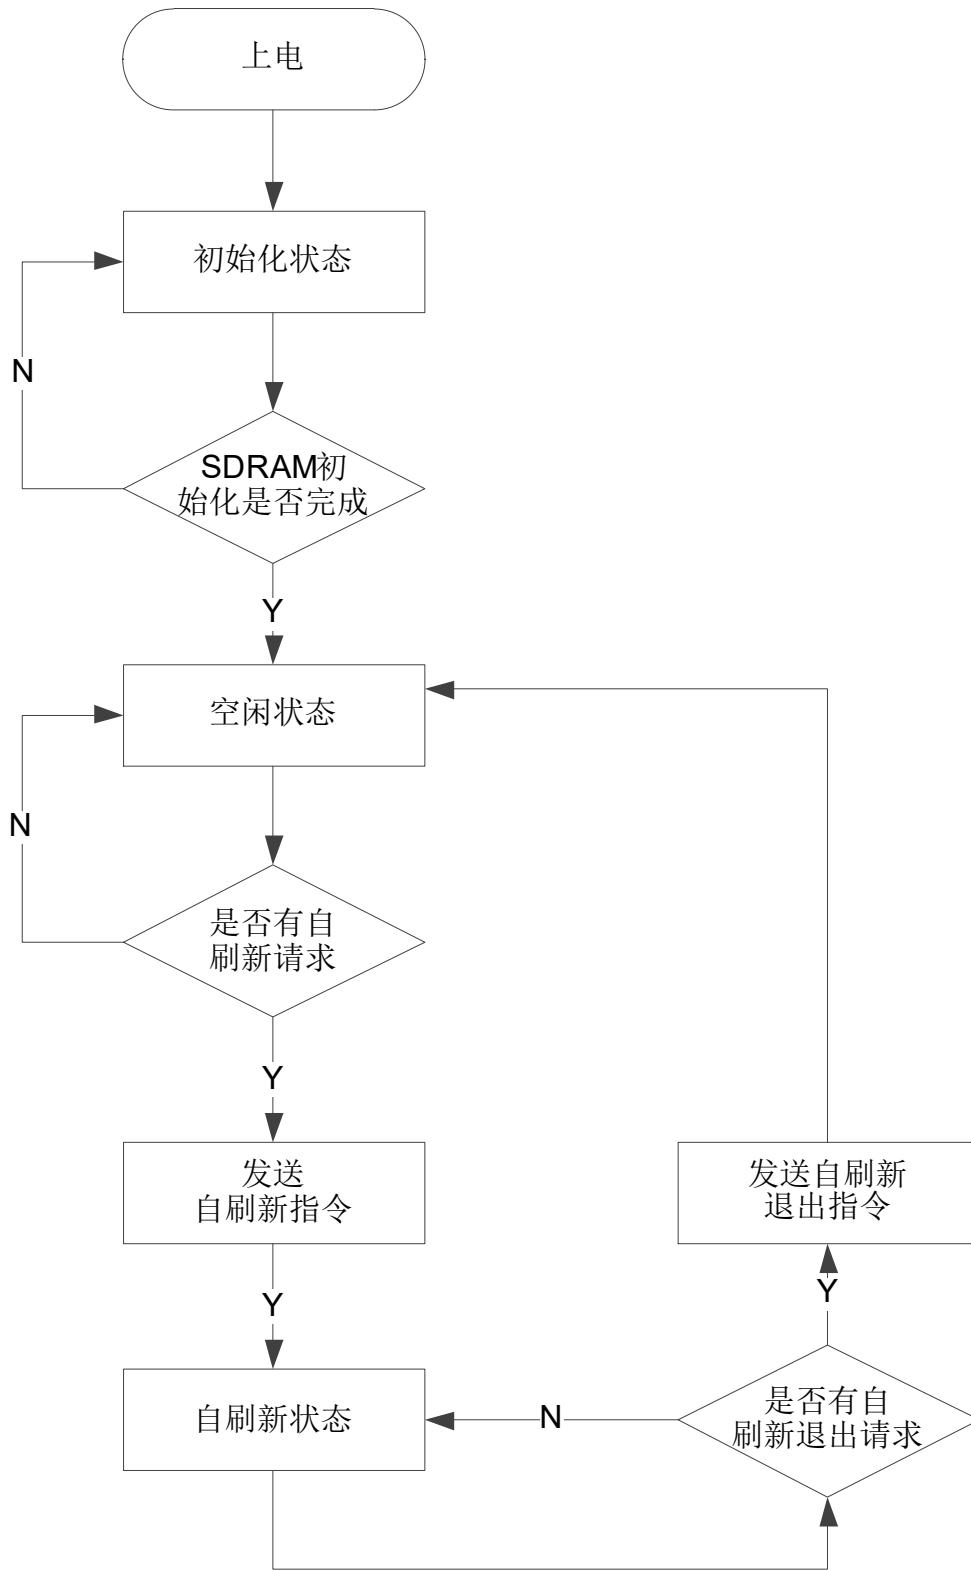 上电
初始化状态
N
SDRAM初
始化是否完成
Y
空闲状态
N
是否有自
刷新请求
Y
发送
自刷新指令
发送自刷新
退出指令
Y
Y
自刷新状态
N
是否有自
刷新退出请求